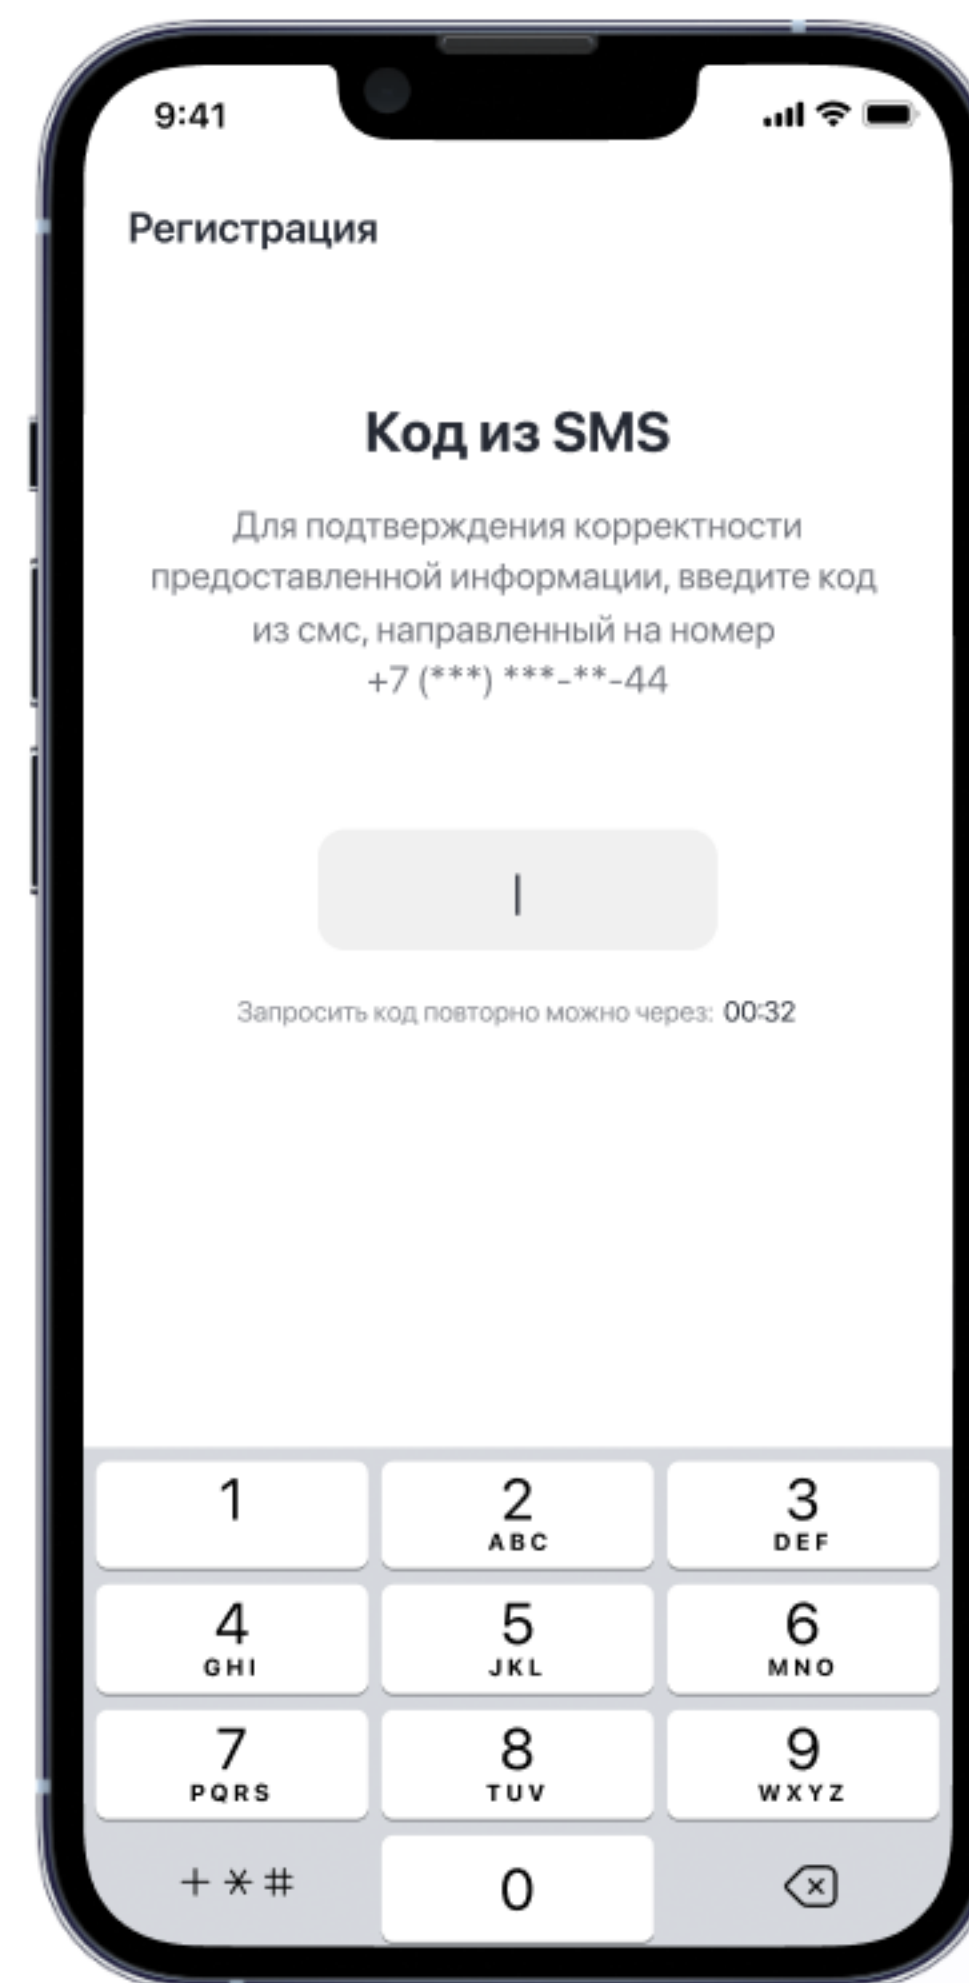 9:41
Регистрация
Код из SMS
Для подтверждения корректности
предоставленной информации, введите код
из смс, направленный на номер
+7 (***) ***-**-44
Запросить код повторно можно через: 00:32
1 2 3
ABC DEF
4 5 6
GHI JKL MNO
7 8 9
PQRS TUV WXYZ
+*# 0